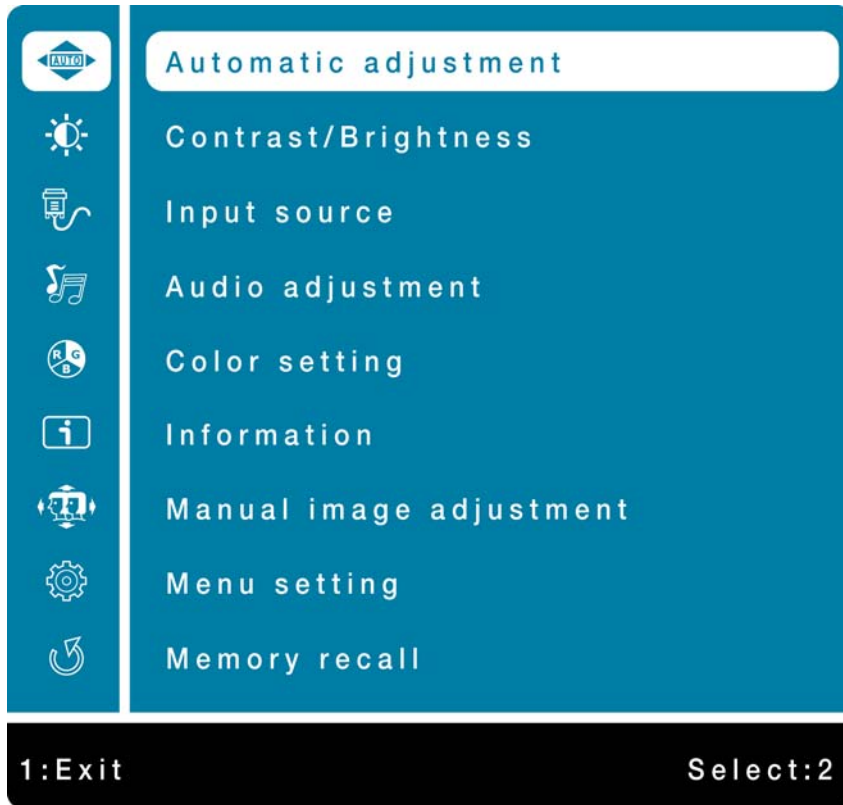 AUTO
Automatic adjustment
Contrast/Brightness
Input source
Audio adjustment
R G B
Color setting
i
Information
Manual image adjustment
Menu setting
Memory recall
1:Exit
Select:2